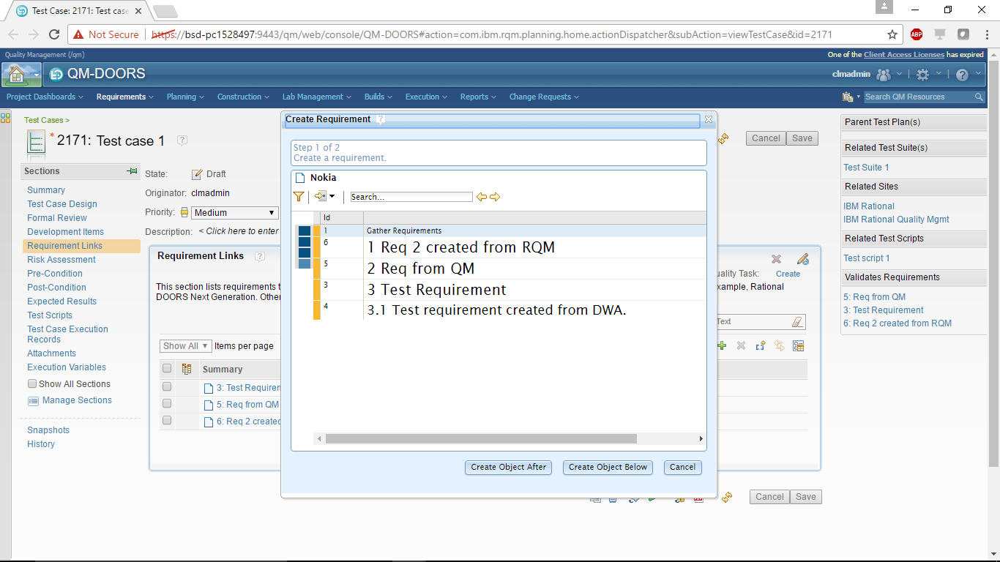 Test Case: 2171: Test case
Not Secure
https://bsd-pc1528497:9443/qm/web/console/QM-DOORS#action=com.ibm.rqm.planning.home.actionDispatcher&subAction=viewTestCase&id=2171
ABP
Quality Management (/qm)
One of the Client Access Licenses has expired
QM-DOORS
clmadmin
Project Dashboards
Requirements
Planning
Construction
Lab Management
Builds
Execution
Reports
Change Requests
Search QM Resources
Test Cases >
* 2171: Test case 1
Cancel
Save
Sections
Summary
Test Case Design
Formal Review
Development Items
Requirement Links
Risk Assessment
Pre-Condition
Post-Condition
Expected Results
Test Scripts
Test Case Execution
Records
Attachments
Execution Variables
Show All Sections
Manage Sections
Snapshots
History
State:
Draft
Originator: clmadmin
Priority:
Medium
Description: < Click here to enter
Requirement Links
This section lists requirements t
DOORS Next Generation. Other
Show All
Items per page
Summary
3: Test Requirem
5: Req from QM
6: Req 2 created
Create Requirement
Step 1 of 2
Create a requirement.
Nokia
Search...
Id
1 Gather Requirements
6 1 Req 2 created from RQM
5 2 Req from QM
3 3 Test Requirement
4 3.1 Test requirement created from DWA.
Create Object After
Create Object Below
Cancel
uality Task: Create
xample, Rational
Text
Cancel
Save
Parent Test Plan(s)
Related Test Suite(s)
Test Suite 1
Related Sites
IBM Rational
IBM Rational Quality Mgmt
Related Test Scripts
Test script 1
Validates Requirements
5: Req from QM
3: Test Requirement
6: Req 2 created from RQM